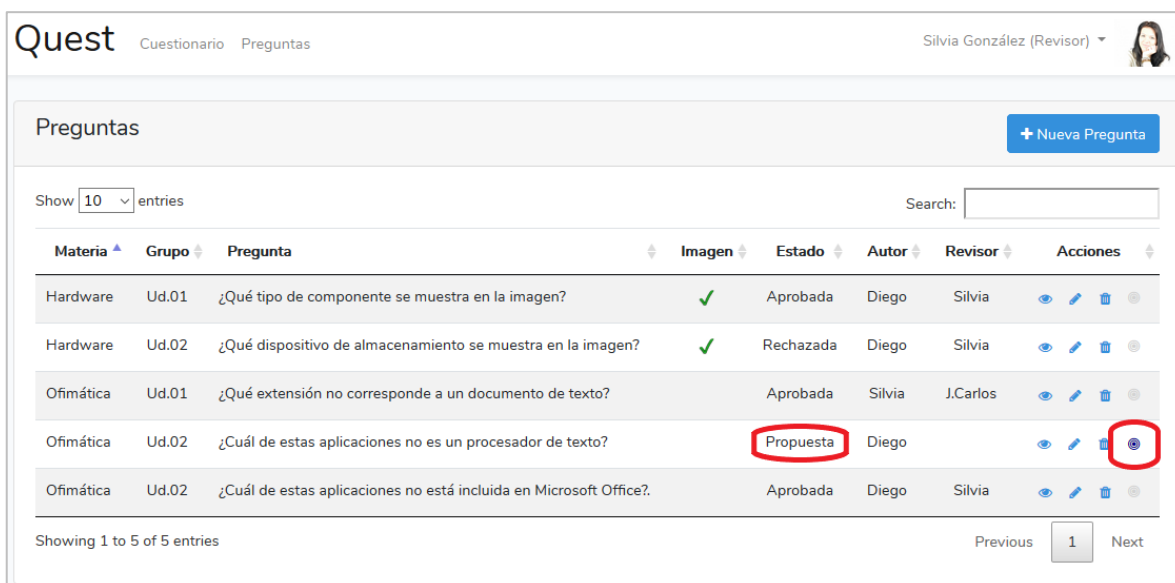 Quest Cuestionario Preguntas Silvia González (Revisor)
Preguntas + Nueva Pregunta
Show 10 entries Search:
Materia Grupo Pregunta Imagen Estado Autor Revisor Acciones
Hardware Ud.01 ¿Qué tipo de componente se muestra en la imagen? Aprobada Diego Silvia
Hardware Ud.02 ¿Qué dispositivo de almacenamiento se muestra en la imagen? Rechazada Diego Silvia
Ofimática Ud.01 ¿Qué extensión no corresponde a un documento de texto? Aprobada Silvia J.Carlos
Ofimática Ud.02 ¿Cuál de estas aplicaciones no es un procesador de texto? Propuesta Diego
Ofimática Ud.02 ¿Cuál de estas aplicaciones no está incluida en Microsoft Office?. Aprobada Diego Silvia
Showing 1 to 5 of 5 entries Previous 1 Next